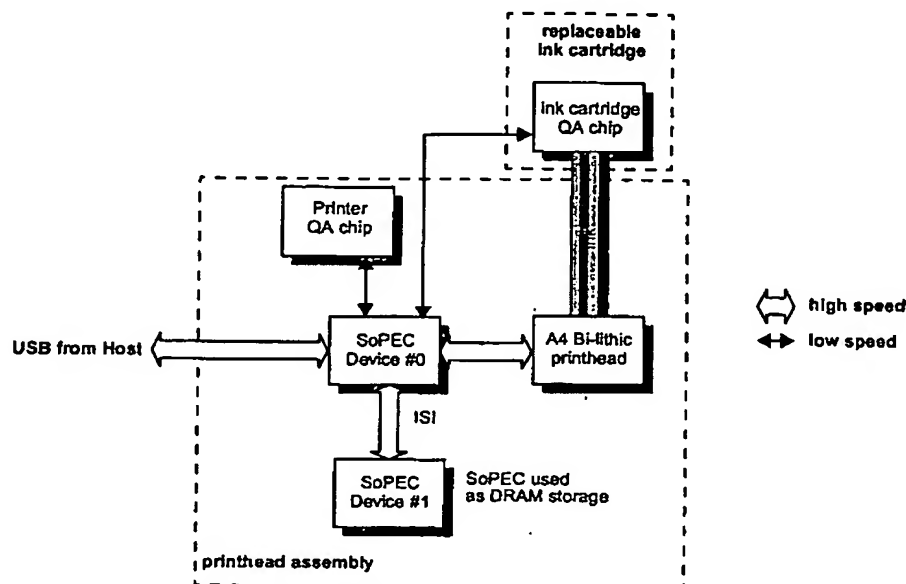 replaceable
ink cartridge
ink cartridge
QA chip
Printer
QA chip
ink
USB from Host
SoPEC
Device #0
A4 Bi-lithic
printhead
high speed
low speed
ISI
SoPEC
Device #1
SoPEC used
as DRAM storage
printhead assembly